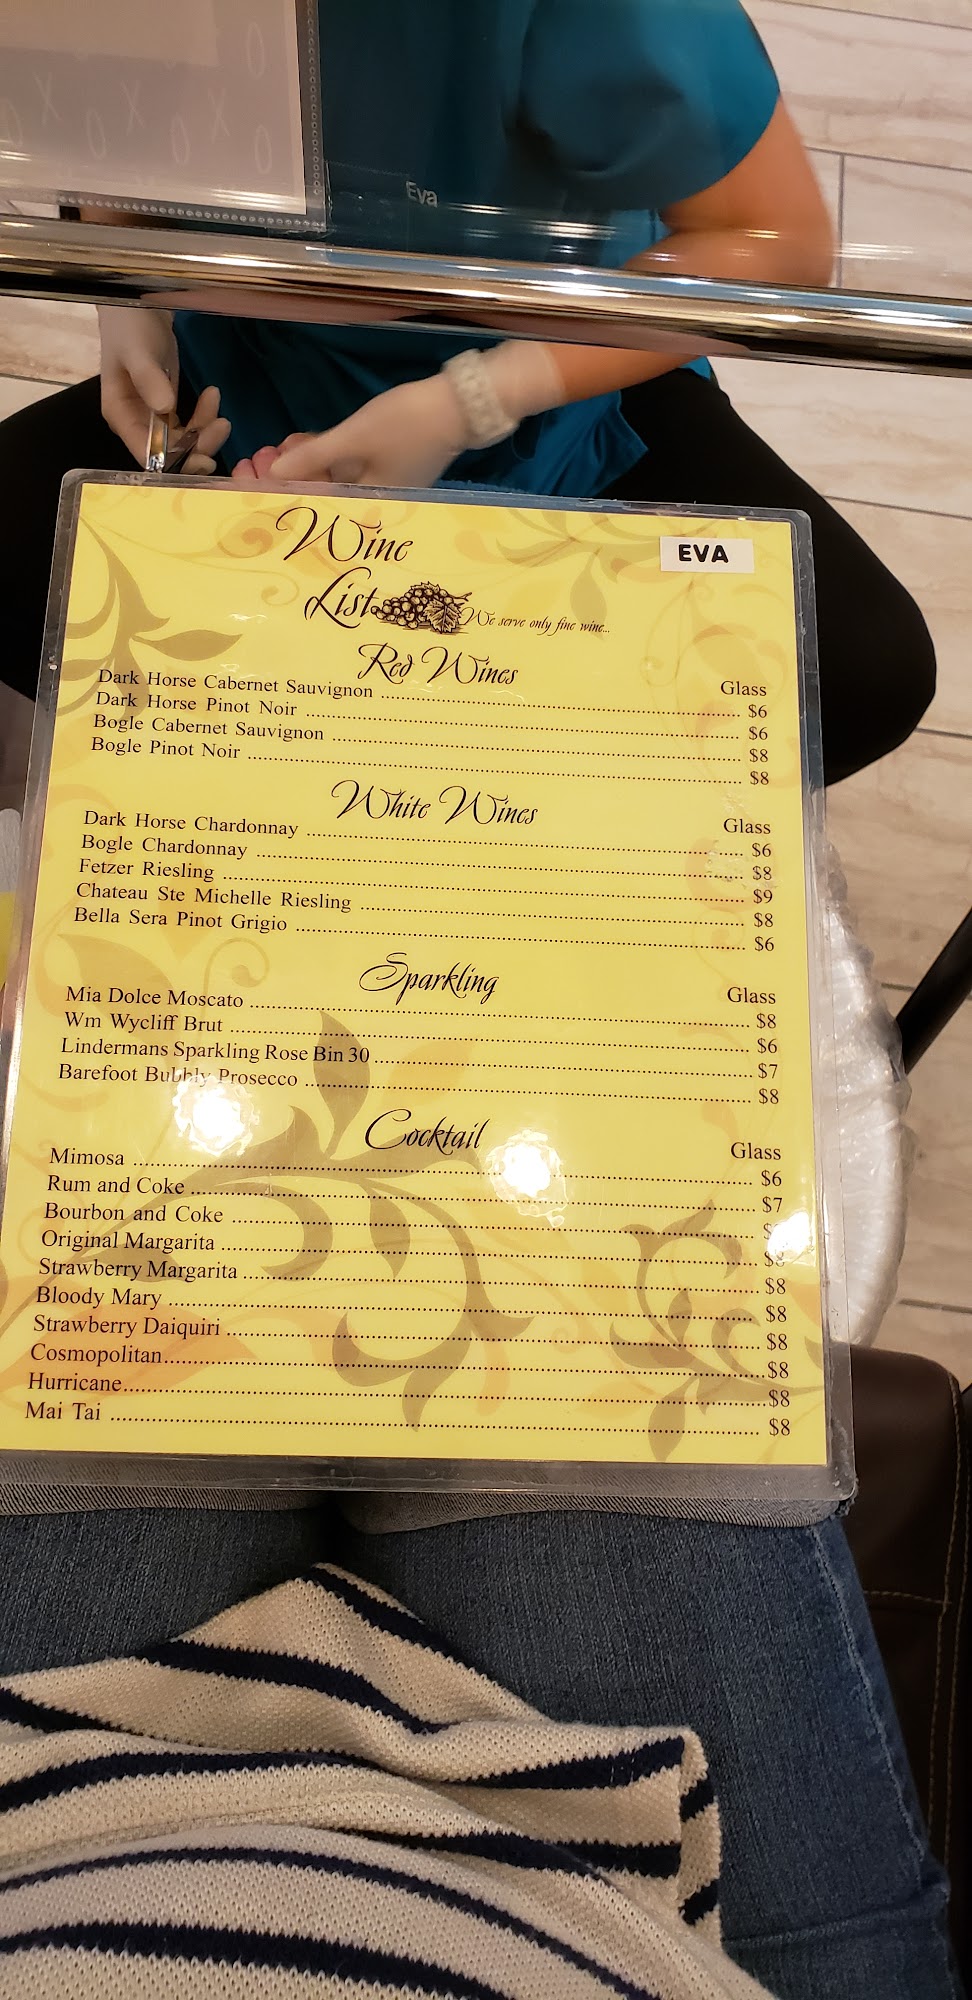 Eva
Wine
EVA
List
We serve only fine wine...
Red Wines
Glass
Dark Horse Cabernet Sauvignon $6
Dark Horse Pinot Noir $6
Bogle Cabernet Sauvignon $8
Bogle Pinot Noir $8
White Wines
Glass
Dark Horse Chardonnay $6
Bogle Chardonnay $8
Fetzer Riesling $9
Chateau Ste Michelle Riesling $8
Bella Sera Pinot Grigio $6
Sparkling
Glass
Mia Dolce Moscato $8
Wm Wycliff Brut $6
Lindermans Sparkling Rose Bin 30 $7
Barefoot Bubbly Prosecco $8
Cocktail
Glass
Mimosa $6
Rum and Coke $7
Bourbon and Coke
Original Margarita $8
Strawberry Margarita $8
Bloody Mary $8
Strawberry Daiquiri $8
Cosmopolitan $8
Hurricane $8
Mai Tai $8